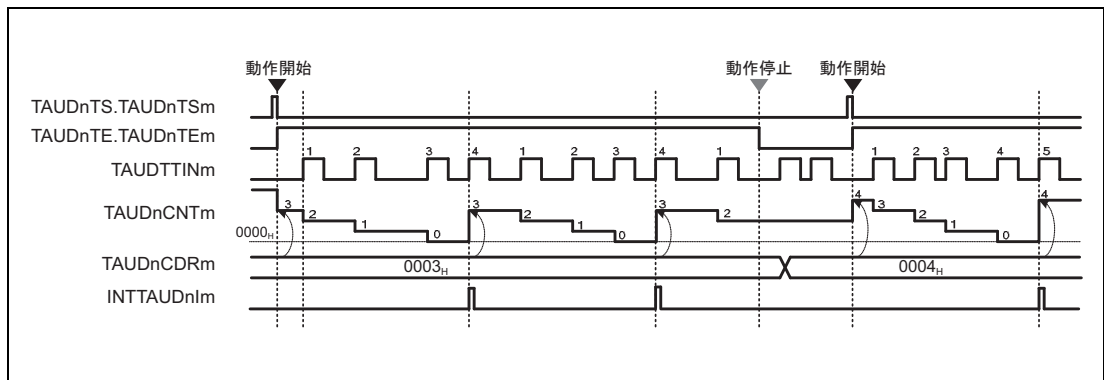 動作開始 動作停止 動作開始
TAUDnTS.TAUDnTSm
TAUDnTE.TAUDnTEm
1 2 3 4 1 2 3 4 1 1 2 3 4 5
TAUDTTINm
3 2 1 0 3 2 1 0 3 2 4 3 2 1 0 4
TAUDnCNTm
0000H
TAUDnCDRm
0003H 0004H
INTTAUDnIm